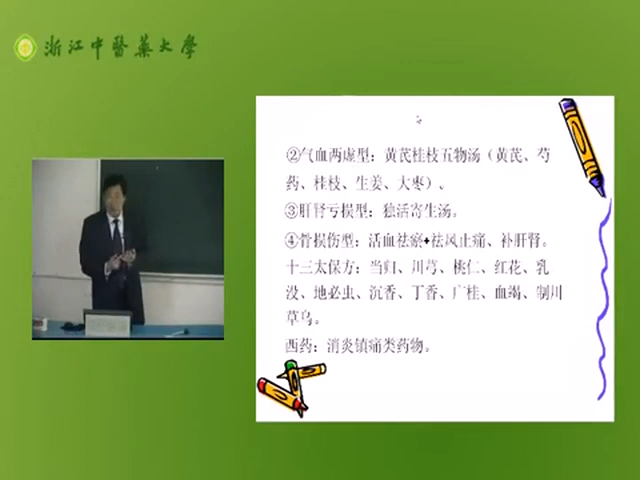 浙江中醫药大學
②气血两虚型：黄芪桂枝五物汤（黄芪、芍
药、桂枝、生姜、大枣）。
③肝肾亏损型：独活寄生汤。
④骨损伤型：活血祛瘀+祛风止痛、补肝肾。
十三太保方：当归、川芎、桃仁、红花、乳
没、地必虫、沉香、丁香、广桂、血竭、制川
草乌。
西药：消炎镇痛类药物。